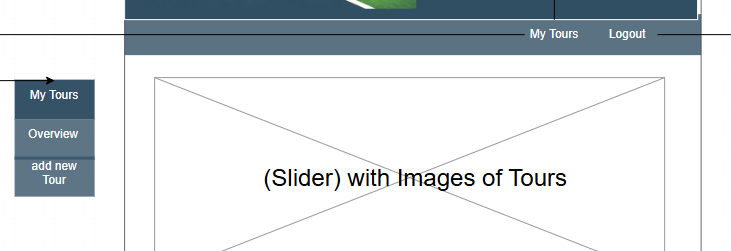 My Tours Logout
My Tours
Overview
add new
Tour
(Slider) with Images of Tours